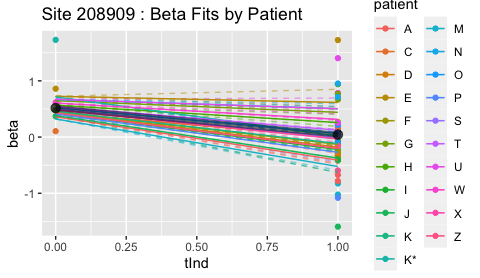 Site 208909 : Beta Fits by Patient
patient
A
C
D
E
F
G
H
I
J
K
K*
M
N
O
P
S
T
U
W
X
Z
beta
1
0
-1
0.00
0.25
0.50
0.75
1.00
tInd